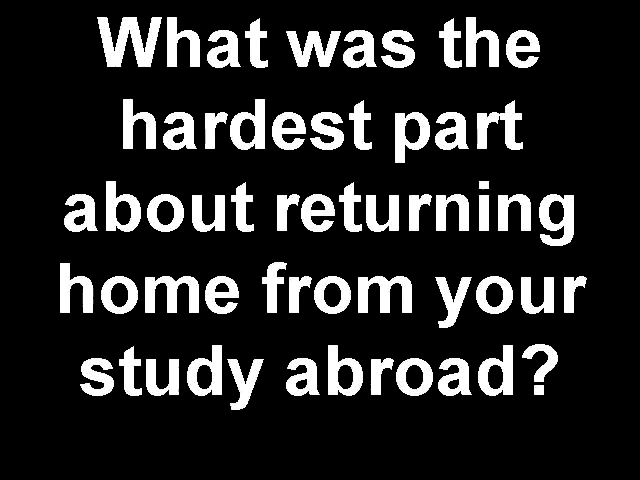 What was the
hardest part
about returning
home from your
study abroad?